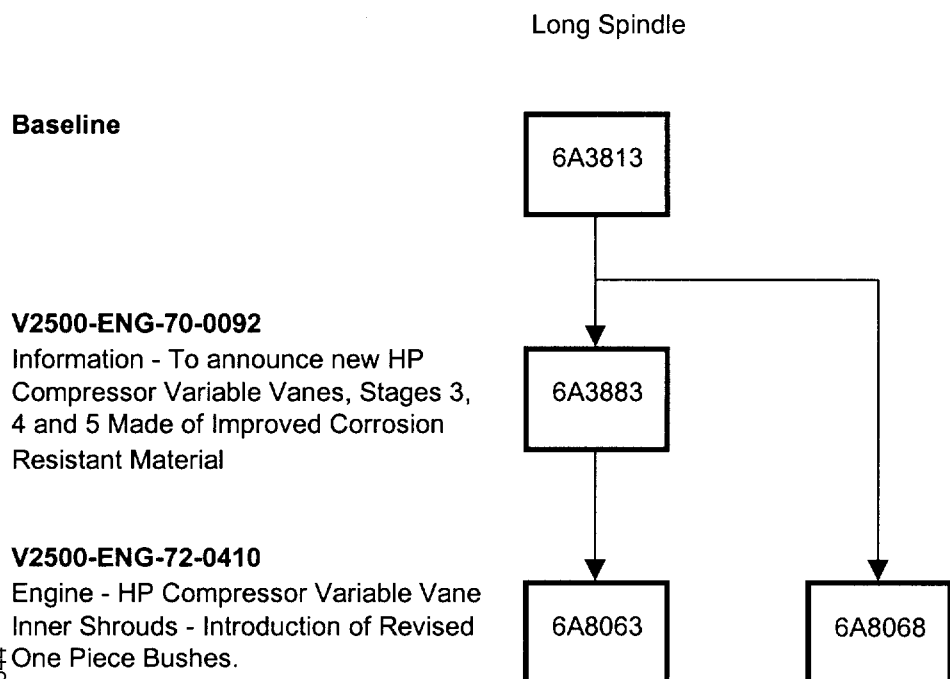 Long Spindle
Baseline
6A3813
V2500-ENG-70-0092
Information - To announce new HP
Compressor Variable Vanes, Stages 3,
4 and 5 Made of Improved Corrosion
Resistant Material
6A3883
V2500-ENG-72-0410
Engine - HP Compressor Variable Vane
Inner Shrouds - Introduction of Revised
One Piece Bushes.
6A8063
6A8068